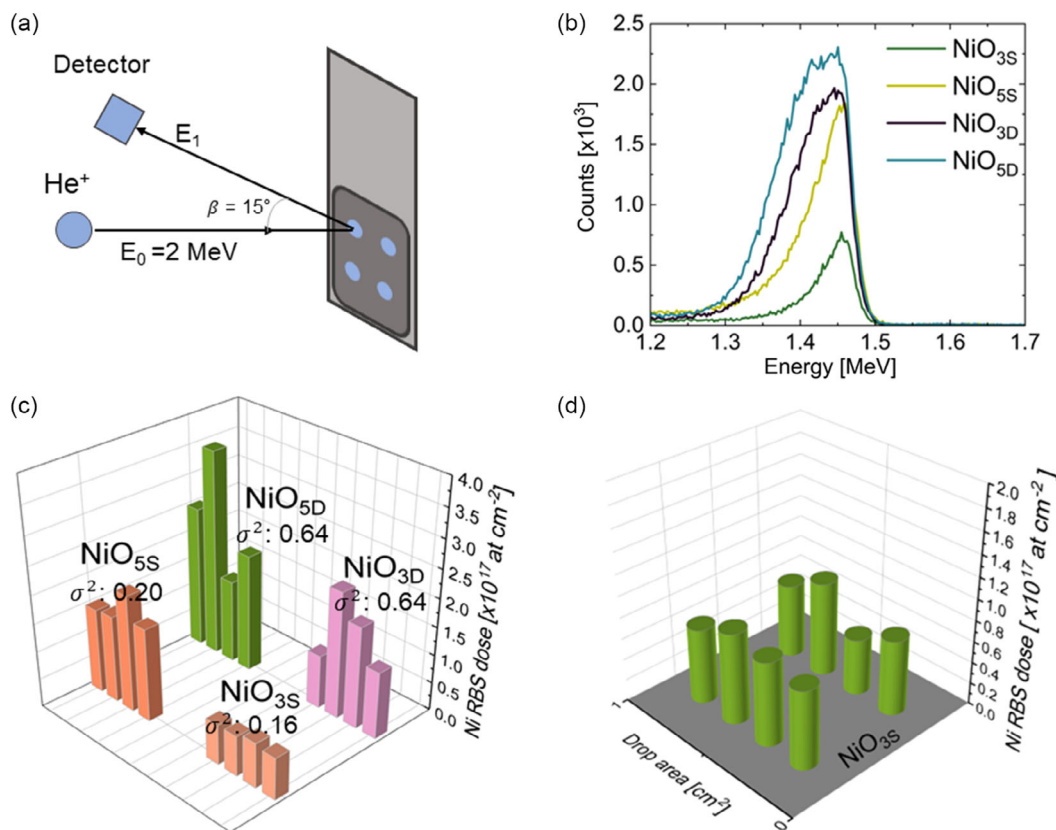 (a)
Detector
E₁
He⁺
β = 15°
E₀ =2 MeV
(b)
2.5
2.0
1.5
1.0
0.5
0.0
Counts [x10³]
1.2 1.3 1.4 1.5 1.6 1.7
Energy [MeV]
NiO₃S
NiO₅S
NiO₃D
NiO₅D
(c)
NiO₅D
σ²: 0.64
NiO₅S
σ²: 0.20
NiO₃D
σ²: 0.64
NiO₃S
σ²: 0.16
4.0
3.5
3.0
2.5
2.0
1.5
1.0
0.5
0.0
Ni RBS dose [x10¹⁷ at cm⁻²]
(d)
2.0
1.8
1.6
1.4
1.2
1.0
0.8
0.6
0.4
0.2
0.0
Ni RBS dose [ x10¹⁷ at cm⁻²]
NiO₃S
1
0
Drop area [cm²]